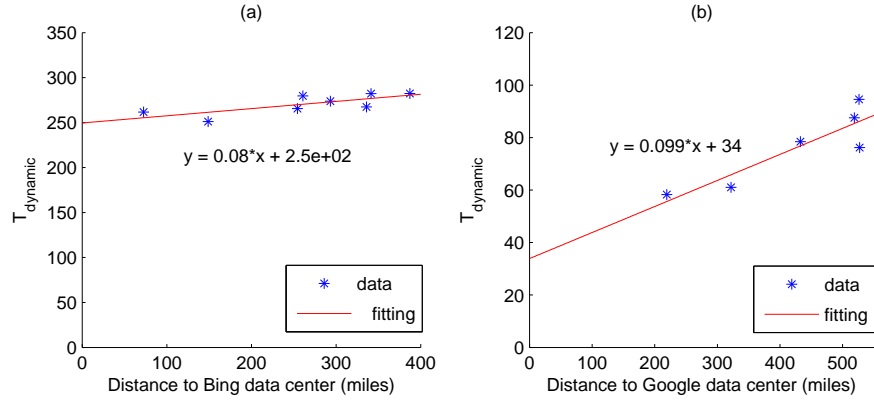 (a)
350
300
250
200
150
100
50
0
T_dynamic
y = 0.08*x + 2.5e+02
data
fitting
0 100 200 300 400
Distance to Bing data center (miles)
(b)
120
100
80
60
40
20
0
T_dynamic
y = 0.099*x + 34
data
fitting
0 100 200 300 400 500
Distance to Google data center (miles)